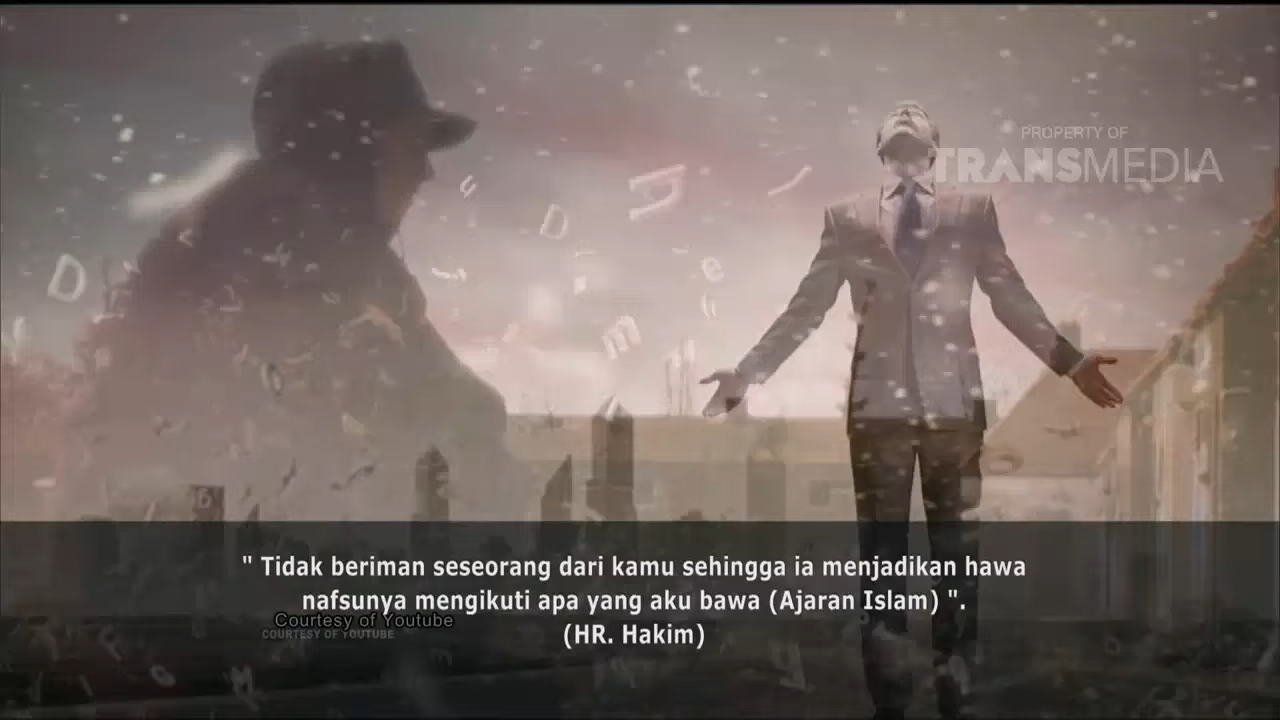 PROPERTY OF
TRANSMEDIA
" Tidak beriman seseorang dari kamu sehingga ia menjadikan hawa
nafsunya mengikuti apa yang aku bawa (Ajaran Islam) ".
Courtesy of Youtube
COURTESY OF YOUTUBE
(HR. Hakim)